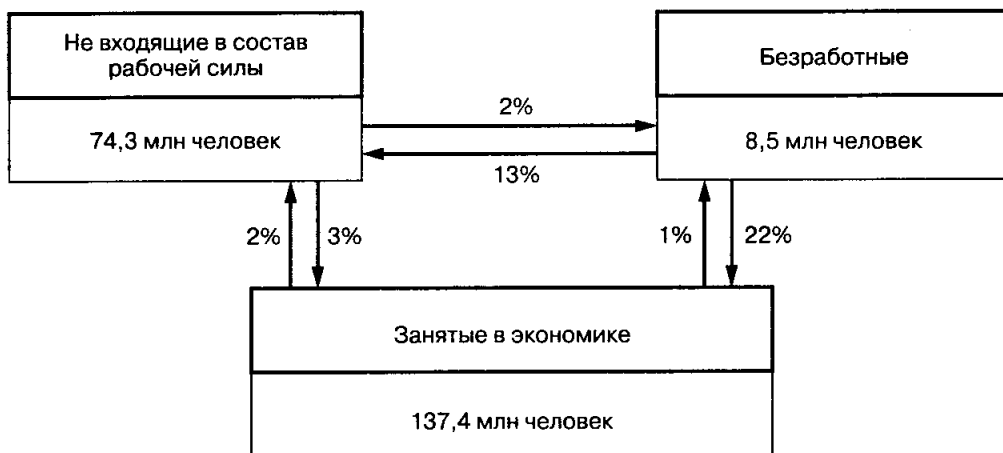 Не входящие в состав
рабочей силы
74,3 млн человек
Безработные
8,5 млн человек
2%
13%
2%
3%
1%
22%
Занятые в экономике
137,4 млн человек